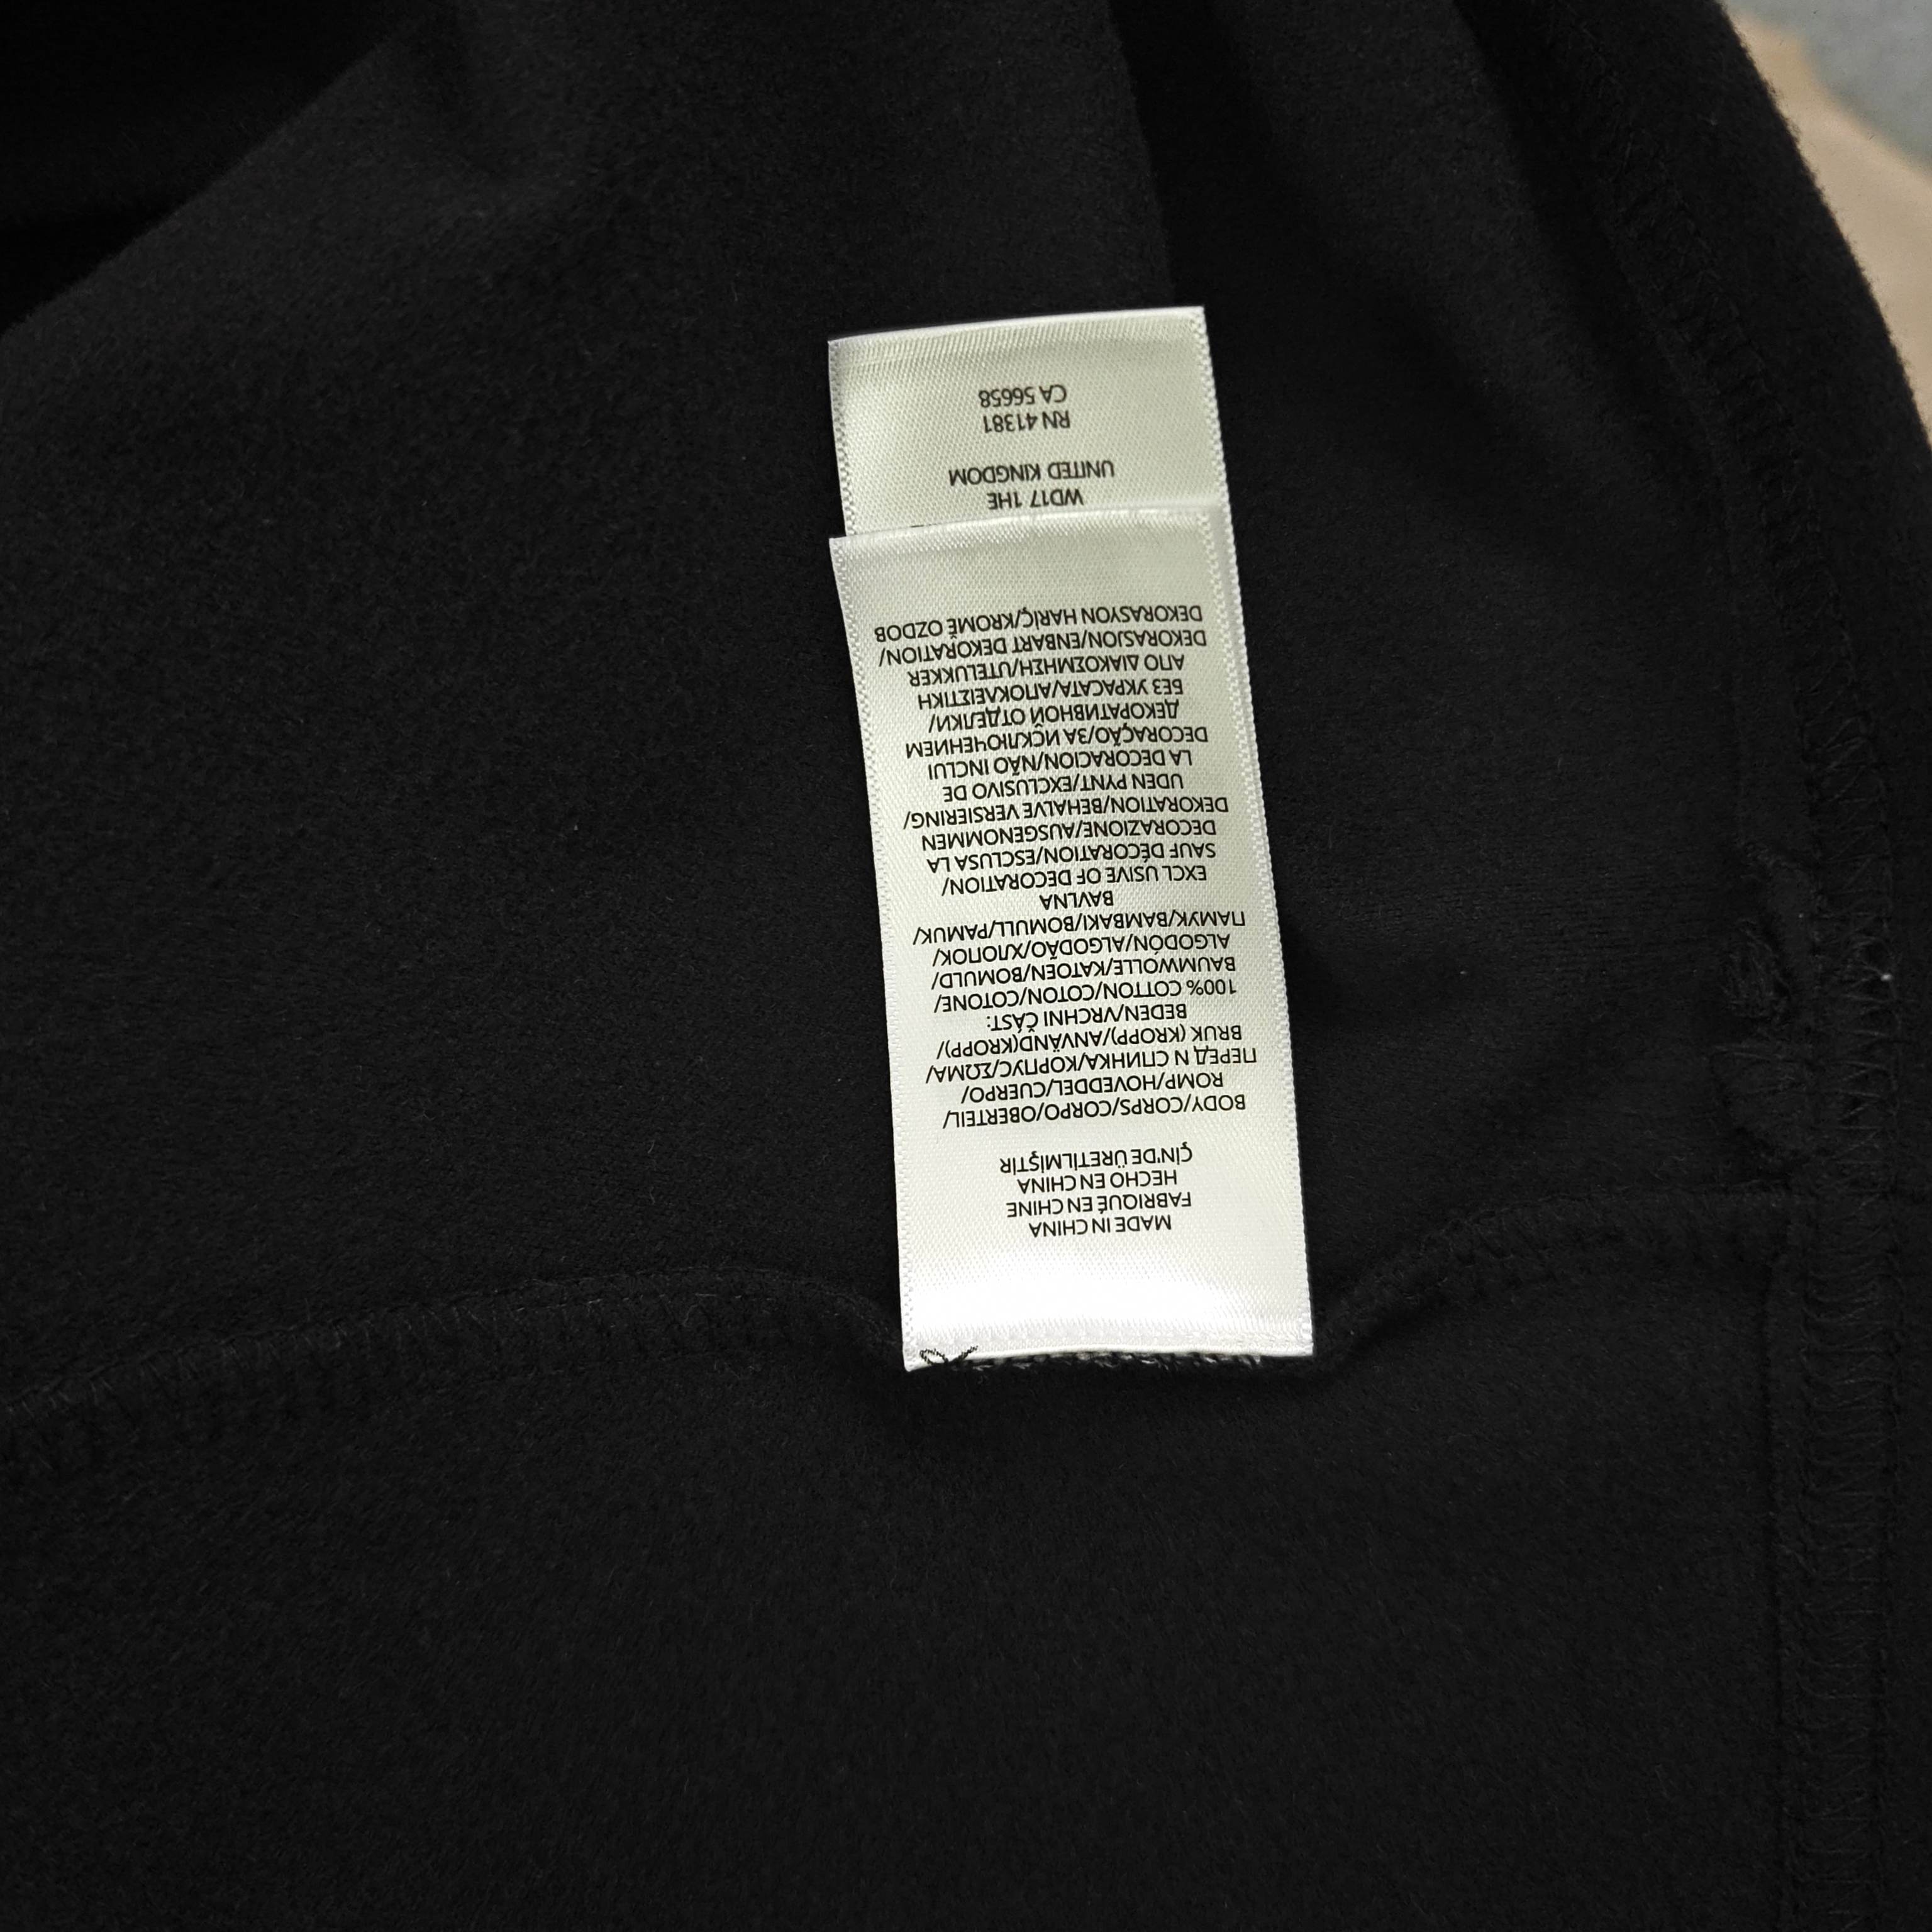 MADE IN CHINA
FABRIQUÉ EN CHINE
HECHO EN CHINA
ÇİN'DE ÜRETİLMİŞTİR
BODY/CORPS/CORPO/OBERTEIL/
ROMP/HOVEDDEL/CUERPO/
ПЕРЕД N СПИНКА/КОРПУС/ΣΩΜΑ/
BRUK (KROPP)/ANVÄND(KROPP)/
BEDEN/VRCHNI ČÁST:
100% COTTON/COTON/COTONE/
BAUMWOLLE/KATOEN/BOMULD/
ALGODÓN/ALGODÃO/ХЛОПОК/
ПАМУК/BAMBAKI/BOMULL/PAMUK/
BAVLNA
EXCL USIVE OF DECORATION/
SAUF DÉCORATION/ESCLUSA LA
DECORAZIONE/AUSGENOMMEN
DEKORATION/BEHALVE VERSIERING/
UDEN PYNT/EXCLUSIVO DE
LA DECORACION/NÃO INCLUI
DECORAÇÃO/ЗА ИСКЛЮЧЕНИЕМ
ДЕКОРАТИВНОЙ ОТДЕЛКИ/
БЕЗ УКРАСАТА/ΑΠΟΚΛΕΙΣΤΙΚΗ
ΑΠΟ ΔΙΑΚΟΣΜΗΣΗ/UTELUKKER
DEKORASJON/ENBART DEKORATION/
DEKORASYON HARİÇ/KROMĚ OZDOB
WD17 1HE
UNITED KINGDOM
RN 41381
CA 56658